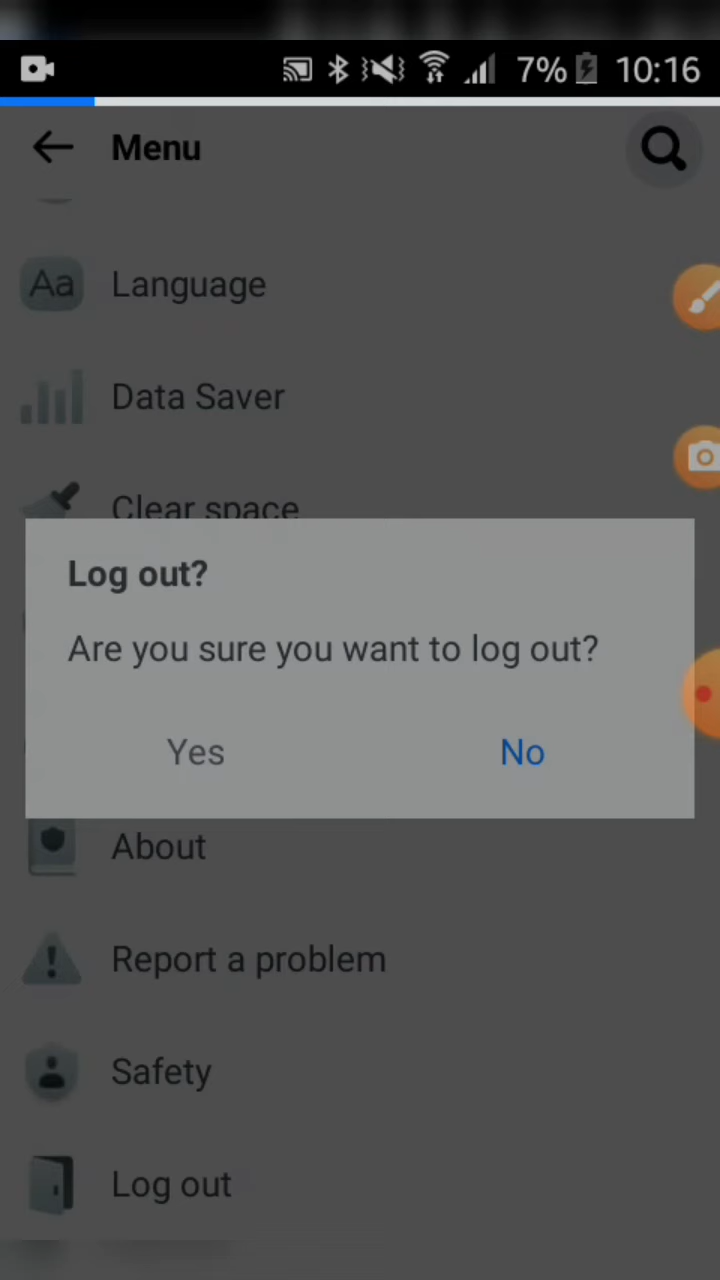 7% 10:16
Menu
Aa Language
Data Saver
Clear space
Log out?
Are you sure you want to log out?
Yes No
About
Report a problem
Safety
Log out